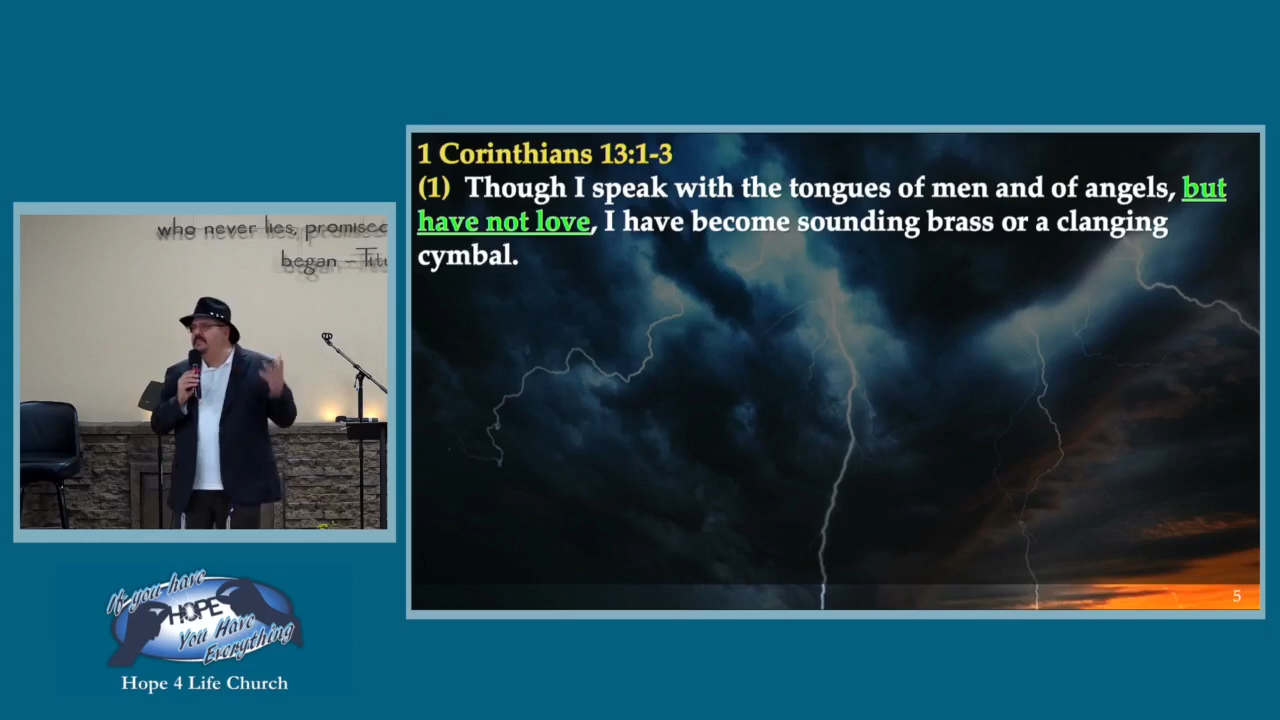 who never lies, promised
began – Titu
1 Corinthians 13:1-3
(1) Though I speak with the tongues of men and of angels, but
have not love, I have become sounding brass or a clanging
cymbal.
5
If you have
HOPE
You Have
Everything
Hope 4 Life Church